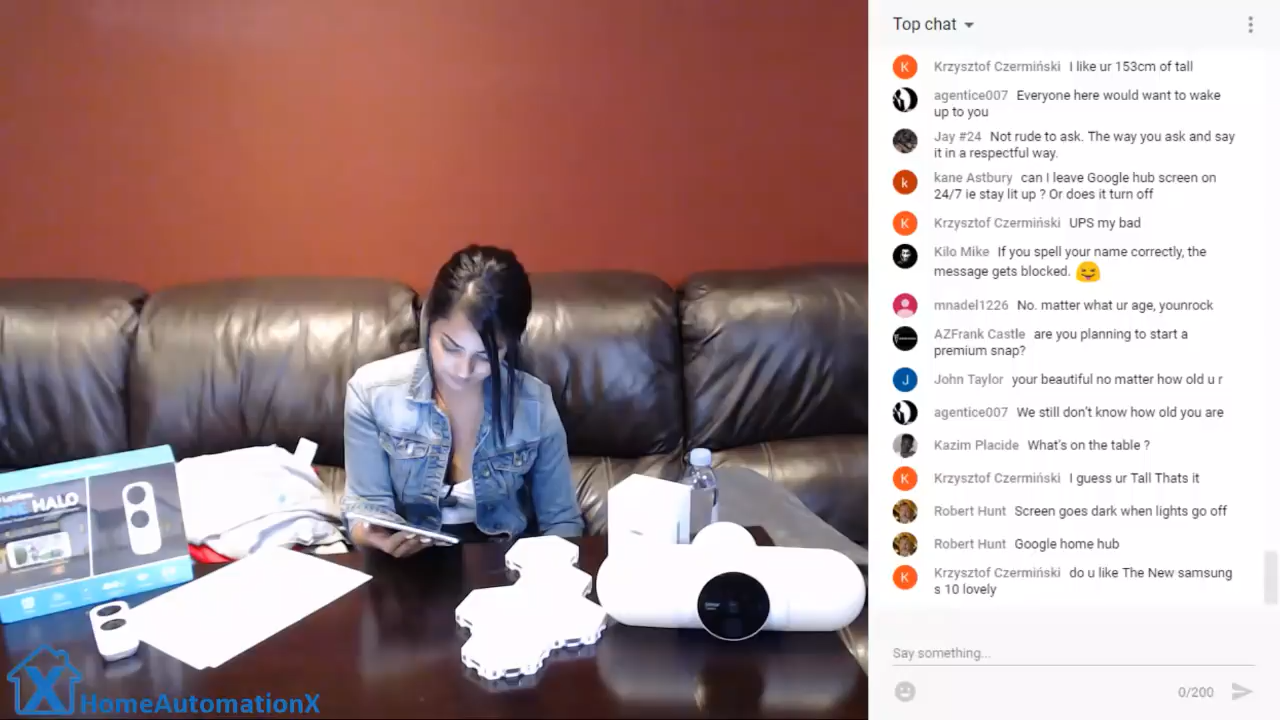 HALO
HomeAutomationX
Top chat
Krzysztof Czermiński I like ur 153cm of tall
agentice007 Everyone here would want to wake
up to you
Jay #24 Not rude to ask. The way you ask and say
it in a respectful way.
kane Astbury can I leave Google hub screen on
24/7 ie stay lit up ? Or does it turn off
Krzysztof Czermiński UPS my bad
Kilo Mike If you spell your name correctly, the
message gets blocked.
mnadel1226 No. matter what ur age, younrock
AZFrank Castle are you planning to start a
premium snap?
John Taylor your beautiful no matter how old u r
agentice007 We still don't know how old you are
Kazim Placide What's on the table ?
Krzysztof Czermiński I guess ur Tall Thats it
Robert Hunt Screen goes dark when lights go off
Robert Hunt Google home hub
Krzysztof Czermiński do u like The New samsung
s 10 lovely
Say something...
0/200